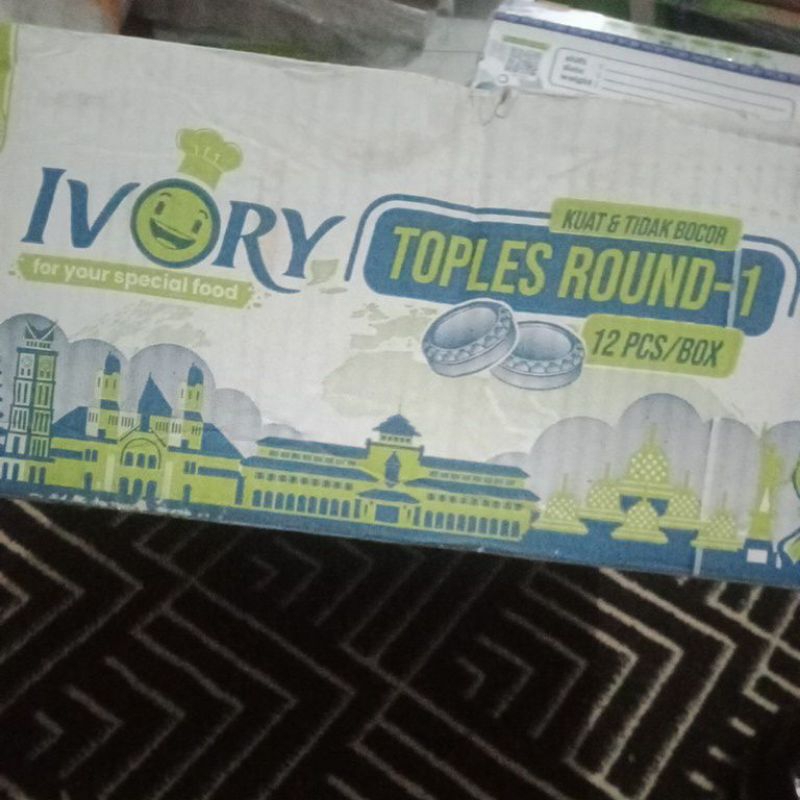 IVORY
for your special food
KUAT & TIDAK BOCOR
TOPLES ROUND-1
12 PCS/BOX